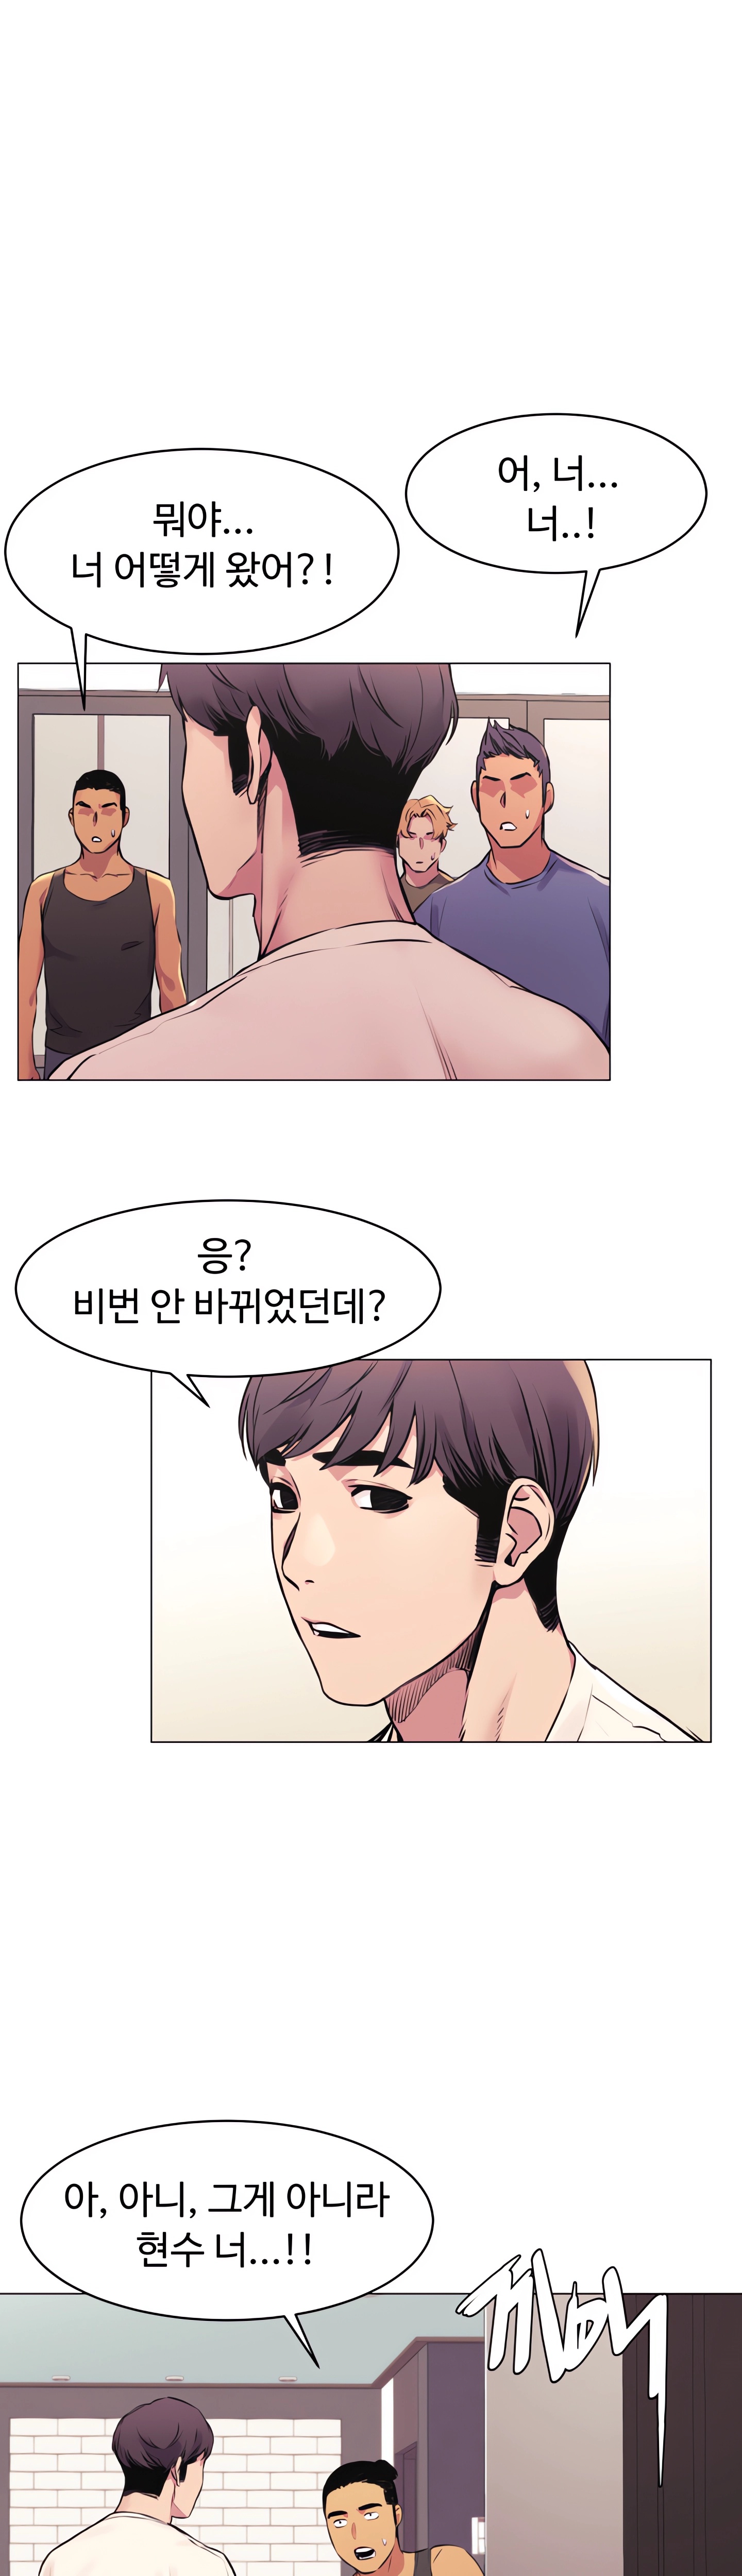 어, 너...
너..!
뭐야...
너 어떻게 왔어?!
응?
비번 안 바뀌었던데?
아, 아니, 그게 아니라
현수 너...!!